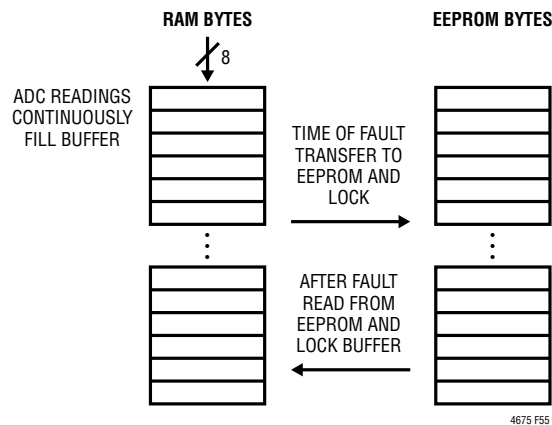 RAM BYTES
EEPROM BYTES
8
ADC READINGS
CONTINUOUSLY
FILL BUFFER
TIME OF FAULT
TRANSFER TO
EEPROM AND
LOCK
AFTER FAULT
READ FROM
EEPROM AND
LOCK BUFFER
4675 F55